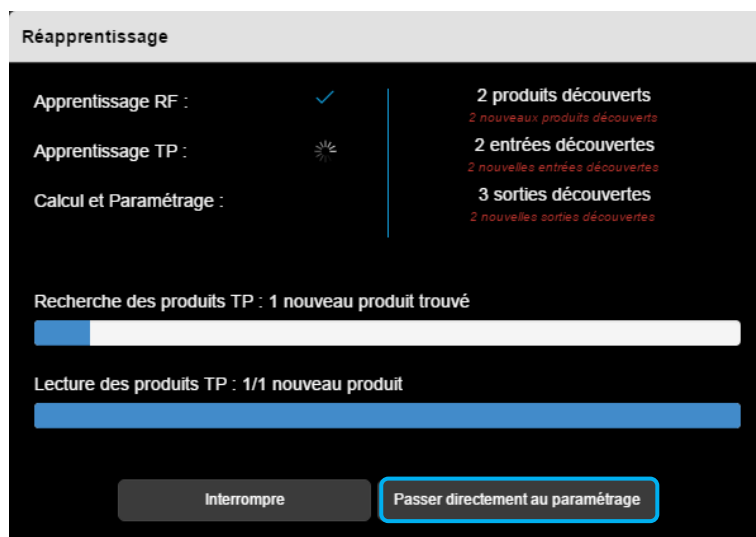 Réapprentissage
Apprentissage RF :
2 produits découverts
2 nouveaux produits découverts
Apprentissage TP :
2 entrées découvertes
2 nouvelles entrées découvertes
Calcul et Paramétrage :
3 sorties découvertes
2 nouvelles sorties découvertes
Recherche des produits TP : 1 nouveau produit trouvé
Lecture des produits TP : 1/1 nouveau produit
Interrompre
Passer directement au paramétrage